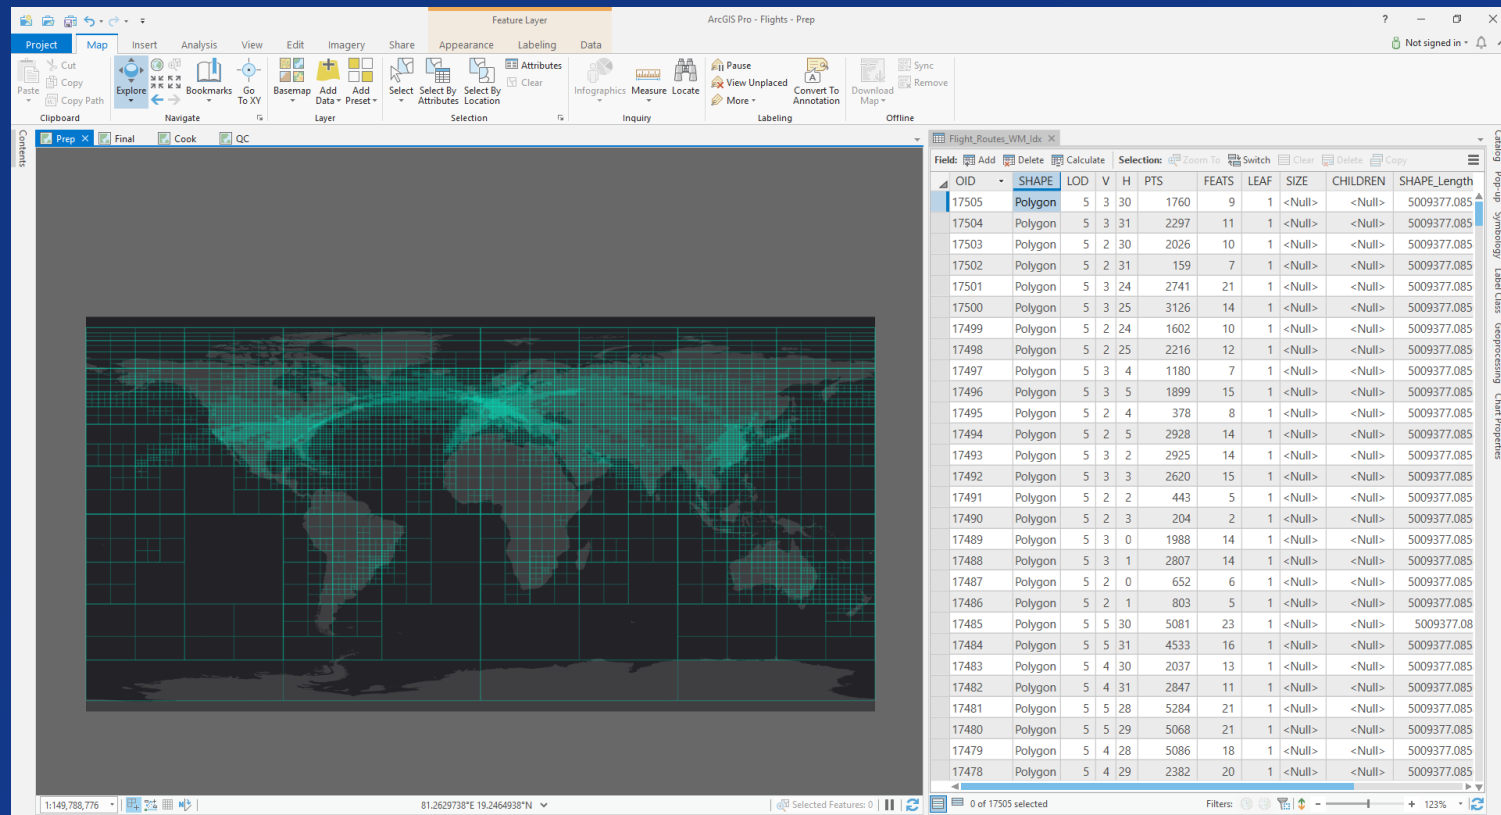 Feature Layer
ArcGIS Pro - Flights - Prep
?
Project Map Insert Analysis View Edit Imagery Share Appearance Labeling Data
Not signed in
Paste
Cut
Copy
Copy Path
Clipboard
Explore
Bookmarks
Go To XY
Navigate
Basemap
Add Data
Add Preset
Layer
Select
Select By Attributes
Select By Location
Attributes
Clear
Selection
Infographics
Measure
Locate
Inquiry
Pause
View Unplaced
More
Convert To Annotation
Labeling
Download Map
Sync
Remove
Offline
Contents
Prep Final Cook QC
Flight_Routes_WM_Idx
Field: Add Delete Calculate Selection: Zoom To Switch Clear Delete Copy
OID SHAPE LOD V H PTS FEATS LEAF SIZE CHILDREN SHAPE_Length
17505 Polygon 5 3 30 1760 9 1 <Null> <Null> 5009377.085
17504 Polygon 5 3 31 2297 11 1 <Null> <Null> 5009377.085
17503 Polygon 5 2 30 2026 10 1 <Null> <Null> 5009377.085
17502 Polygon 5 2 31 159 7 1 <Null> <Null> 5009377.085
17501 Polygon 5 3 24 2741 21 1 <Null> <Null> 5009377.085
17500 Polygon 5 3 25 3126 14 1 <Null> <Null> 5009377.085
17499 Polygon 5 2 24 1602 10 1 <Null> <Null> 5009377.085
17498 Polygon 5 2 25 2216 12 1 <Null> <Null> 5009377.085
17497 Polygon 5 3 4 1180 7 1 <Null> <Null> 5009377.085
17496 Polygon 5 3 5 1899 15 1 <Null> <Null> 5009377.085
17495 Polygon 5 2 4 378 8 1 <Null> <Null> 5009377.085
17494 Polygon 5 2 5 2928 14 1 <Null> <Null> 5009377.085
17493 Polygon 5 3 2 2925 14 1 <Null> <Null> 5009377.085
17492 Polygon 5 3 3 2620 15 1 <Null> <Null> 5009377.085
17491 Polygon 5 2 2 443 5 1 <Null> <Null> 5009377.085
17490 Polygon 5 2 3 204 2 1 <Null> <Null> 5009377.085
17489 Polygon 5 3 0 1988 14 1 <Null> <Null> 5009377.085
17488 Polygon 5 3 1 2807 14 1 <Null> <Null> 5009377.085
17487 Polygon 5 2 0 652 6 1 <Null> <Null> 5009377.085
17486 Polygon 5 2 1 803 5 1 <Null> <Null> 5009377.085
17485 Polygon 5 5 30 5081 23 1 <Null> <Null> 5009377.08
17484 Polygon 5 5 31 4533 16 1 <Null> <Null> 5009377.085
17483 Polygon 5 4 30 2037 13 1 <Null> <Null> 5009377.085
17482 Polygon 5 4 31 2847 11 1 <Null> <Null> 5009377.085
17481 Polygon 5 5 28 5284 21 1 <Null> <Null> 5009377.085
17480 Polygon 5 5 29 5068 21 1 <Null> <Null> 5009377.085
17479 Polygon 5 4 28 5086 18 1 <Null> <Null> 5009377.085
17478 Polygon 5 4 29 2382 20 1 <Null> <Null> 5009377.085
Catalog
Pop-up
Symbology
Label Class
Geoprocessing
Chart Properties
1:149,788,776
81.2629738°E 19.2464938°N
Selected Features: 0
0 of 17505 selected
Filters:
- + 123%